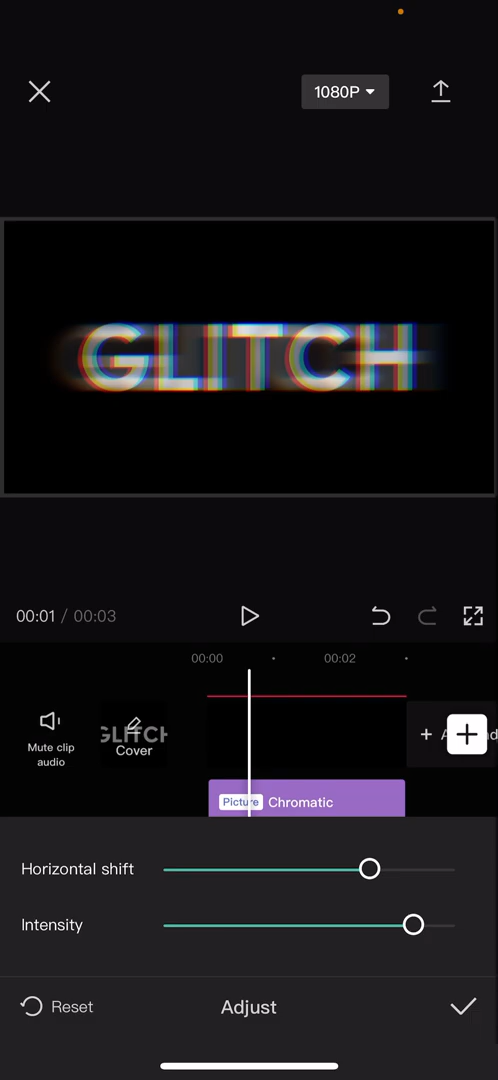 1080P
GLITCH
00:01 / 00:03
00:00
00:02
Mute clip
audio
GLITCH
Cover
+ A
Picture Chromatic
Horizontal shift
Intensity
Reset
Adjust